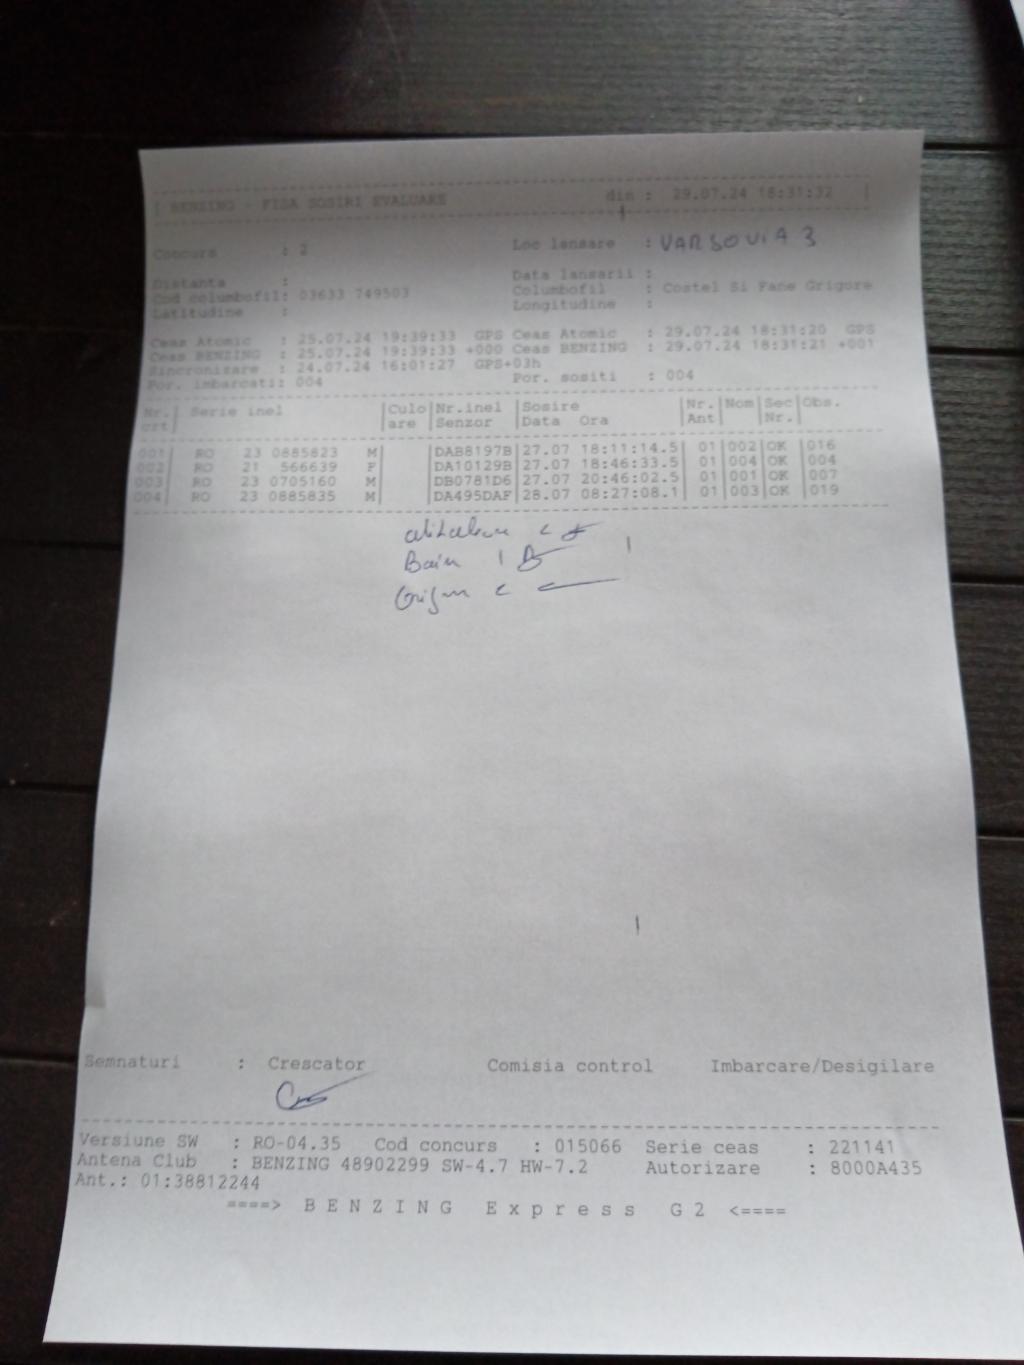 BENZING - FISA SOSIRI EVALUARE din : 29.07.24 18:31:32
Concurs : 2 Loc lansare : VARSOVIA 3
Distanta : Data lansarii :
Cod columbofil: 03633 749503 Columbofil : Costel Si Fane Grigore
Latitudine : Longitudine :
Ceas Atomic : 25.07.24 19:39:33 GPS Ceas Atomic : 29.07.24 18:31:20 GPS
Ceas BENZING : 25.07.24 19:39:33 +000 Ceas BENZING : 29.07.24 18:31:21 +001
Sincronizare : 24.07.24 16:01:27 GPS+03h
Por. imbarcati: 004 Por. sositi : 004
Nr.| Serie inel |Culo|Nr.inel |Sosire |Nr.|Nom|Sec|Obs.
crt| |are |Senzor |Data Ora |Ant| |Nr.|
001| RO 23 0885823 M| |DAB8197B|27.07 18:11:14.5| 01|002|OK |016
002| RO 21 566639 F| |DA10129B|27.07 18:46:33.5| 01|004|OK |004
003| RO 23 0705160 M| |DB0781D6|27.07 20:46:02.5| 01|001|OK |007
004| RO 23 0885835 M| |DA495DAF|28.07 08:27:08.1| 01|003|OK |019
Semnaturi : Crescator Comisia control Imbarcare/Desigilare
Versiune SW : RO-04.35 Cod concurs : 015066 Serie ceas : 221141
Antena Club : BENZING 48902299 SW-4.7 HW-7.2 Autorizare : 8000A435
Ant.: 01:38812244
====> B E N Z I N G E x p r e s s G 2 <====